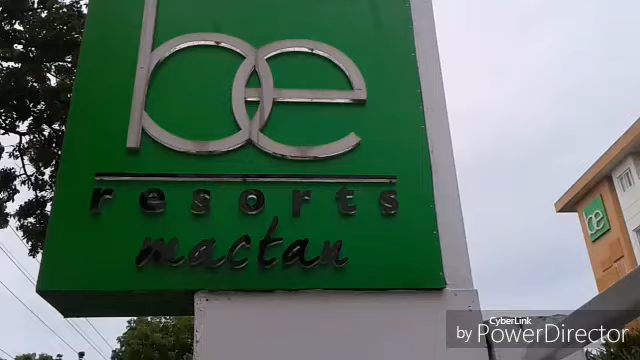 be
resorts
mactan
be
CyberLink
by PowerDirector